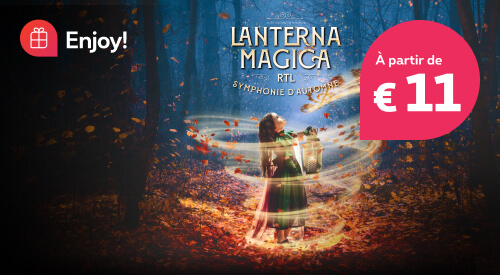 Enjoy!
LANTERNA
MAGICA
RTL
SYMPHONIE D'AUTOMNE
À partir de
€ 11